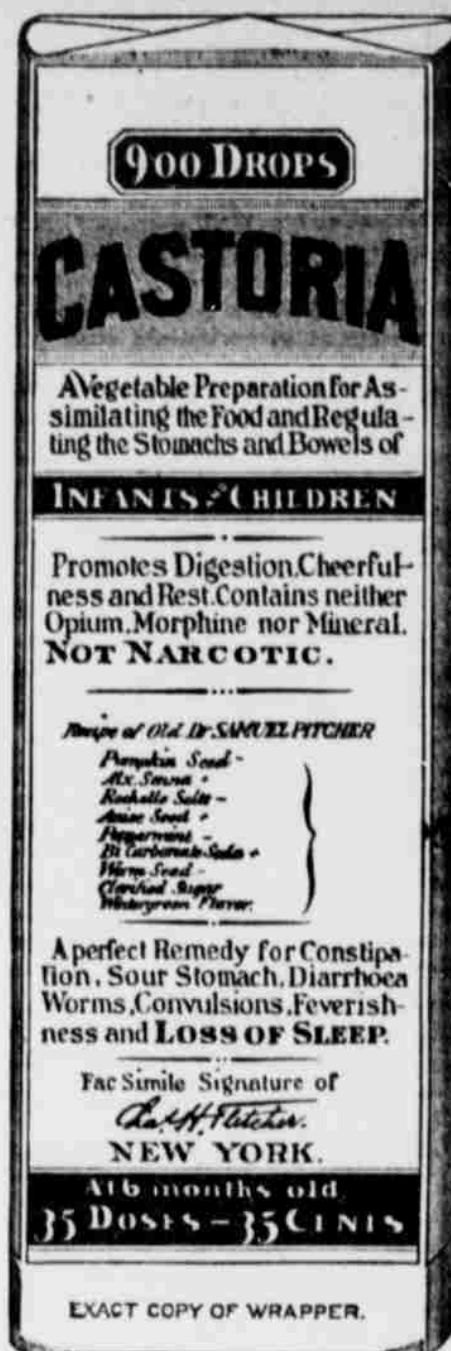 900 DROPS
CASTORIA
A Vegetable Preparation for As-
similating the Food and Regula-
ting the Stomachs and Bowels of
INFANTS AND CHILDREN
Promotes Digestion, Cheerful-
ness and Rest. Contains neither
Opium, Morphine nor Mineral.
NOT NARCOTIC.
Recipe of Old Dr. SAMUEL PITCHER
Pumpkin Seed -
Alx. Senna +
Rochelle Salts -
Anise Seed +
Peppermint -
Bi Carbonate Soda +
Worm Seed -
Clarified Sugar
Wintergreen Flavor.
A perfect Remedy for Constipa-
tion, Sour Stomach, Diarrhoea
Worms, Convulsions, Feverish-
ness and LOSS OF SLEEP.
Fac Simile Signature of
Chas. H. Fletcher.
NEW YORK.
At 6 months old
35 DOSES - 35 CENTS
EXACT COPY OF WRAPPER.